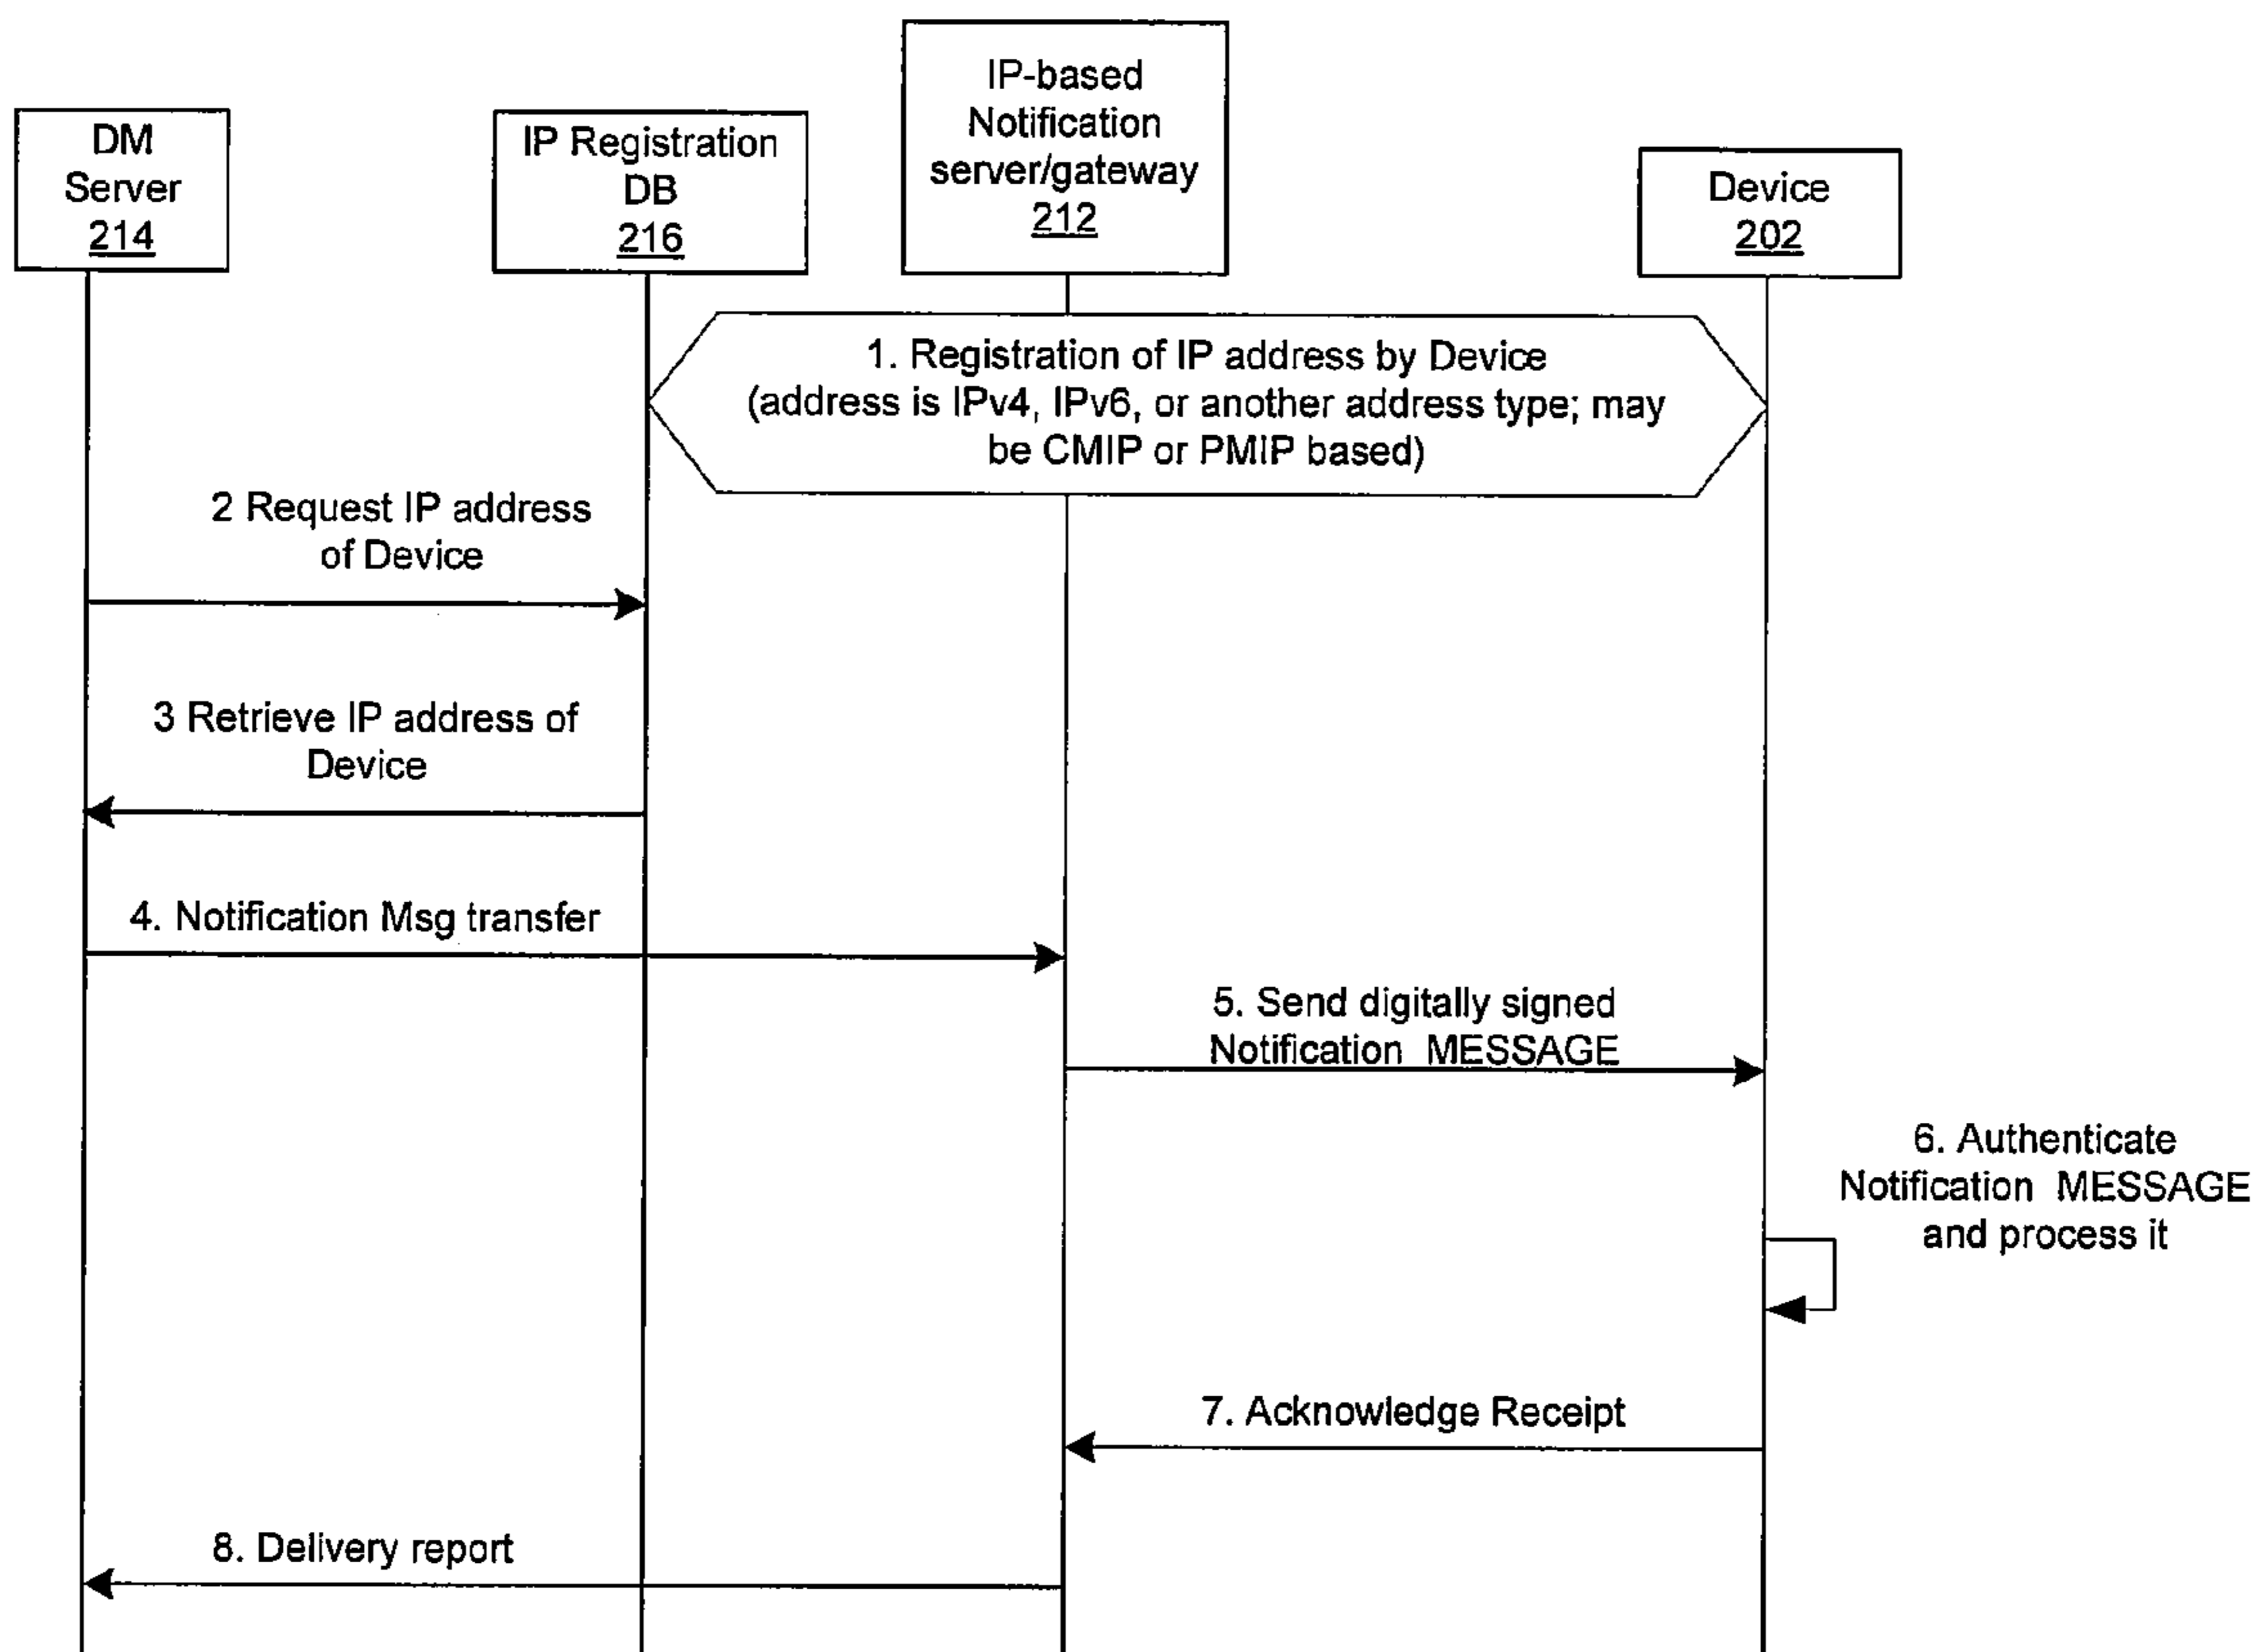 DM
Server
214
IP Registration
DB
216
IP-based
Notification
server/gateway
212
Device
202
1. Registration of IP address by Device
(address is IPv4, IPv6, or another address type; may
be CMIP or PMIP based)
2 Request IP address
of Device
3 Retrieve IP address of
Device
4. Notification Msg transfer
5. Send digitally signed
Notification MESSAGE
6. Authenticate
Notification MESSAGE
and process it
7. Acknowledge Receipt
8. Delivery report